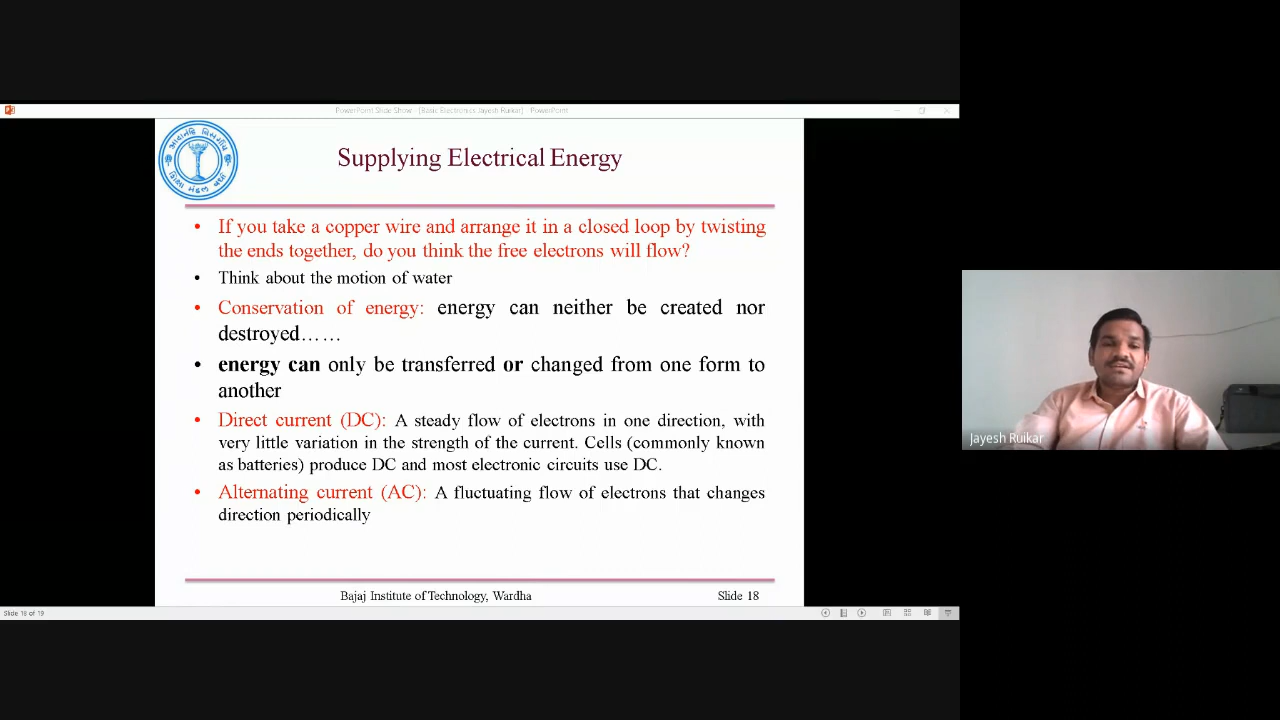 PowerPoint Slide Show - [Basic Electronics Jayesh Ruikar] - PowerPoint
Supplying Electrical Energy
• If you take a copper wire and arrange it in a closed loop by twisting
the ends together, do you think the free electrons will flow?
• Think about the motion of water
• Conservation of energy: energy can neither be created nor
destroyed……
• energy can only be transferred or changed from one form to
another
• Direct current (DC): A steady flow of electrons in one direction, with
very little variation in the strength of the current. Cells (commonly known
as batteries) produce DC and most electronic circuits use DC.
• Alternating current (AC): A fluctuating flow of electrons that changes
direction periodically
Bajaj Institute of Technology, Wardha
Slide 18
Slide 18 of 19
Jayesh Ruikar